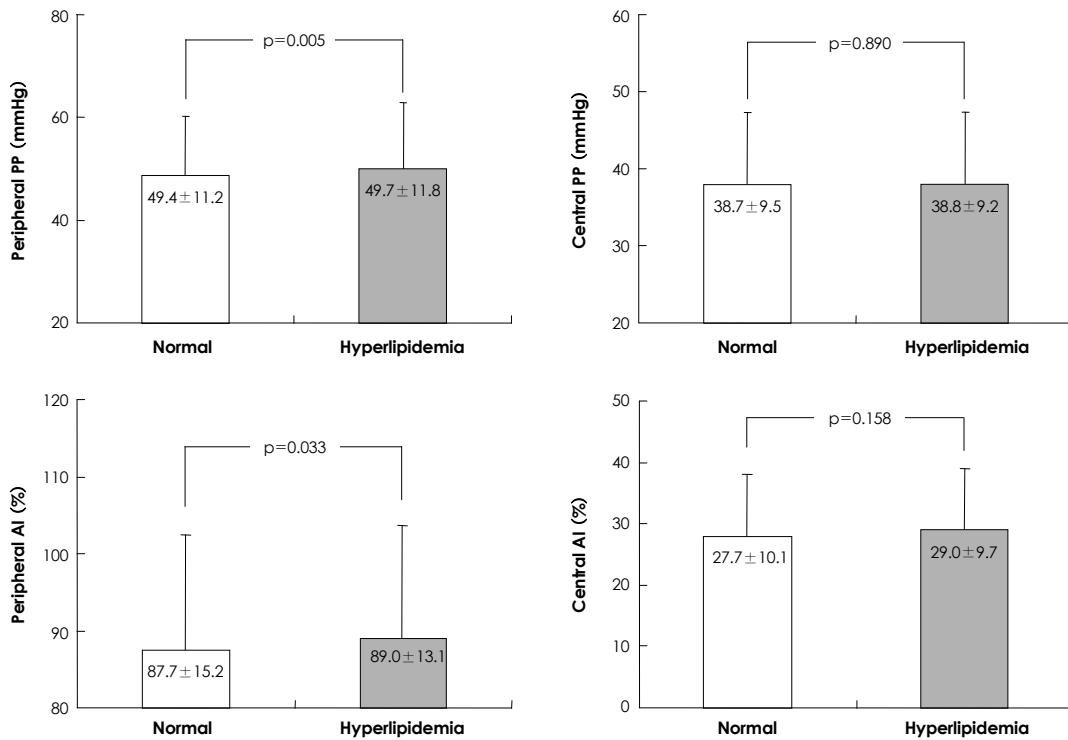 80
60
40
20
Peripheral PP (mmHg)
p=0.005
49.4±11.2
49.7±11.8
Normal
Hyperlipidemia
60
50
40
30
20
Central PP (mmHg)
p=0.890
38.7±9.5
38.8±9.2
Normal
Hyperlipidemia
120
110
100
90
80
Peripheral AI (%)
p=0.033
87.7±15.2
89.0±13.1
Normal
Hyperlipidemia
50
40
30
20
10
0
Central AI (%)
p=0.158
27.7±10.1
29.0±9.7
Normal
Hyperlipidemia